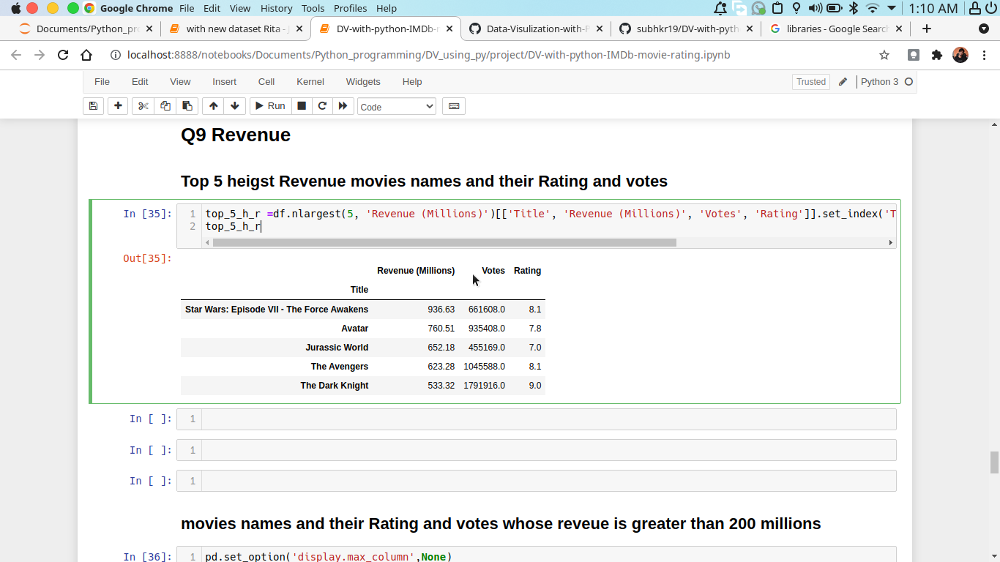 Google Chrome File Edit View History Tools Profiles Help 1:10 AM
Documents/Python_pr with new dataset Rita - J DV-with-python-IMDb-r Data-Visulization-with-P subhkr19/DV-with-pyth libraries - Google Search
localhost:8888/notebooks/Documents/Python_programming/DV_using_py/project/DV-with-python-IMDb-movie-rating.ipynb
File Edit View Insert Cell Kernel Widgets Help Trusted Python 3
Run Code
Q9 Revenue
Top 5 heigst Revenue movies names and their Rating and votes
In [35]: 1 top_5_h_r =df.nlargest(5, 'Revenue (Millions)')[['Title', 'Revenue (Millions)', 'Votes', 'Rating']].set_index('T
2 top_5_h_r
Out[35]:
Revenue (Millions) Votes Rating
Title
Star Wars: Episode VII - The Force Awakens 936.63 661608.0 8.1
Avatar 760.51 935408.0 7.8
Jurassic World 652.18 455169.0 7.0
The Avengers 623.28 1045588.0 8.1
The Dark Knight 533.32 1791916.0 9.0
In [ ]: 1
In [ ]: 1
In [ ]: 1
movies names and their Rating and votes whose reveue is greater than 200 millions
In [36]: 1 pd.set_option('display.max_column',None)